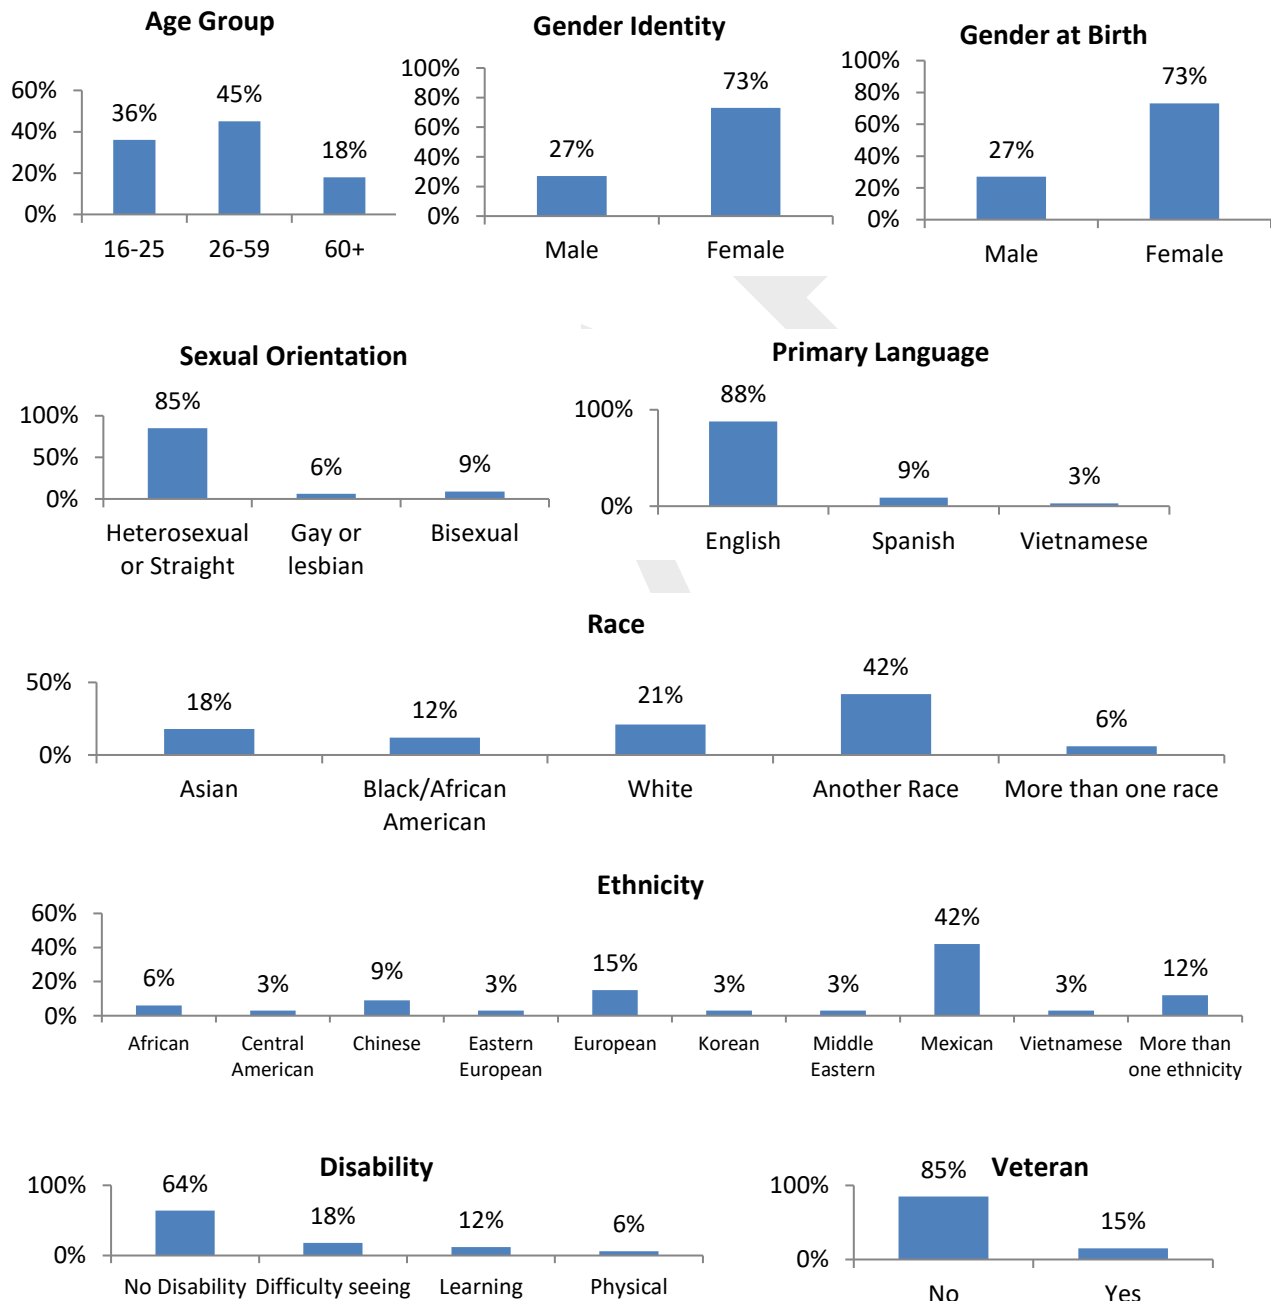 Age Group
60%
40%
20%
0%
36%
45%
18%
16-25
26-59
60+
Gender Identity
100%
80%
60%
40%
20%
0%
27%
73%
Male
Female
Gender at Birth
100%
80%
60%
40%
20%
0%
27%
73%
Male
Female
Sexual Orientation
100%
50%
0%
85%
6%
9%
Heterosexual
or Straight
Gay or
lesbian
Bisexual
Primary Language
100%
0%
88%
9%
3%
English
Spanish
Vietnamese
Race
50%
0%
18%
12%
21%
42%
6%
Asian
Black/African
American
White
Another Race
More than one race
Ethnicity
60%
40%
20%
0%
6%
3%
9%
3%
15%
3%
3%
42%
3%
12%
African
Central
American
Chinese
Eastern
European
European
Korean
Middle
Eastern
Mexican
Vietnamese
More than
one ethnicity
Disability
100%
0%
64%
18%
12%
6%
No Disability
Difficulty seeing
Learning
Physical
Veteran
100%
0%
85%
15%
No
Yes